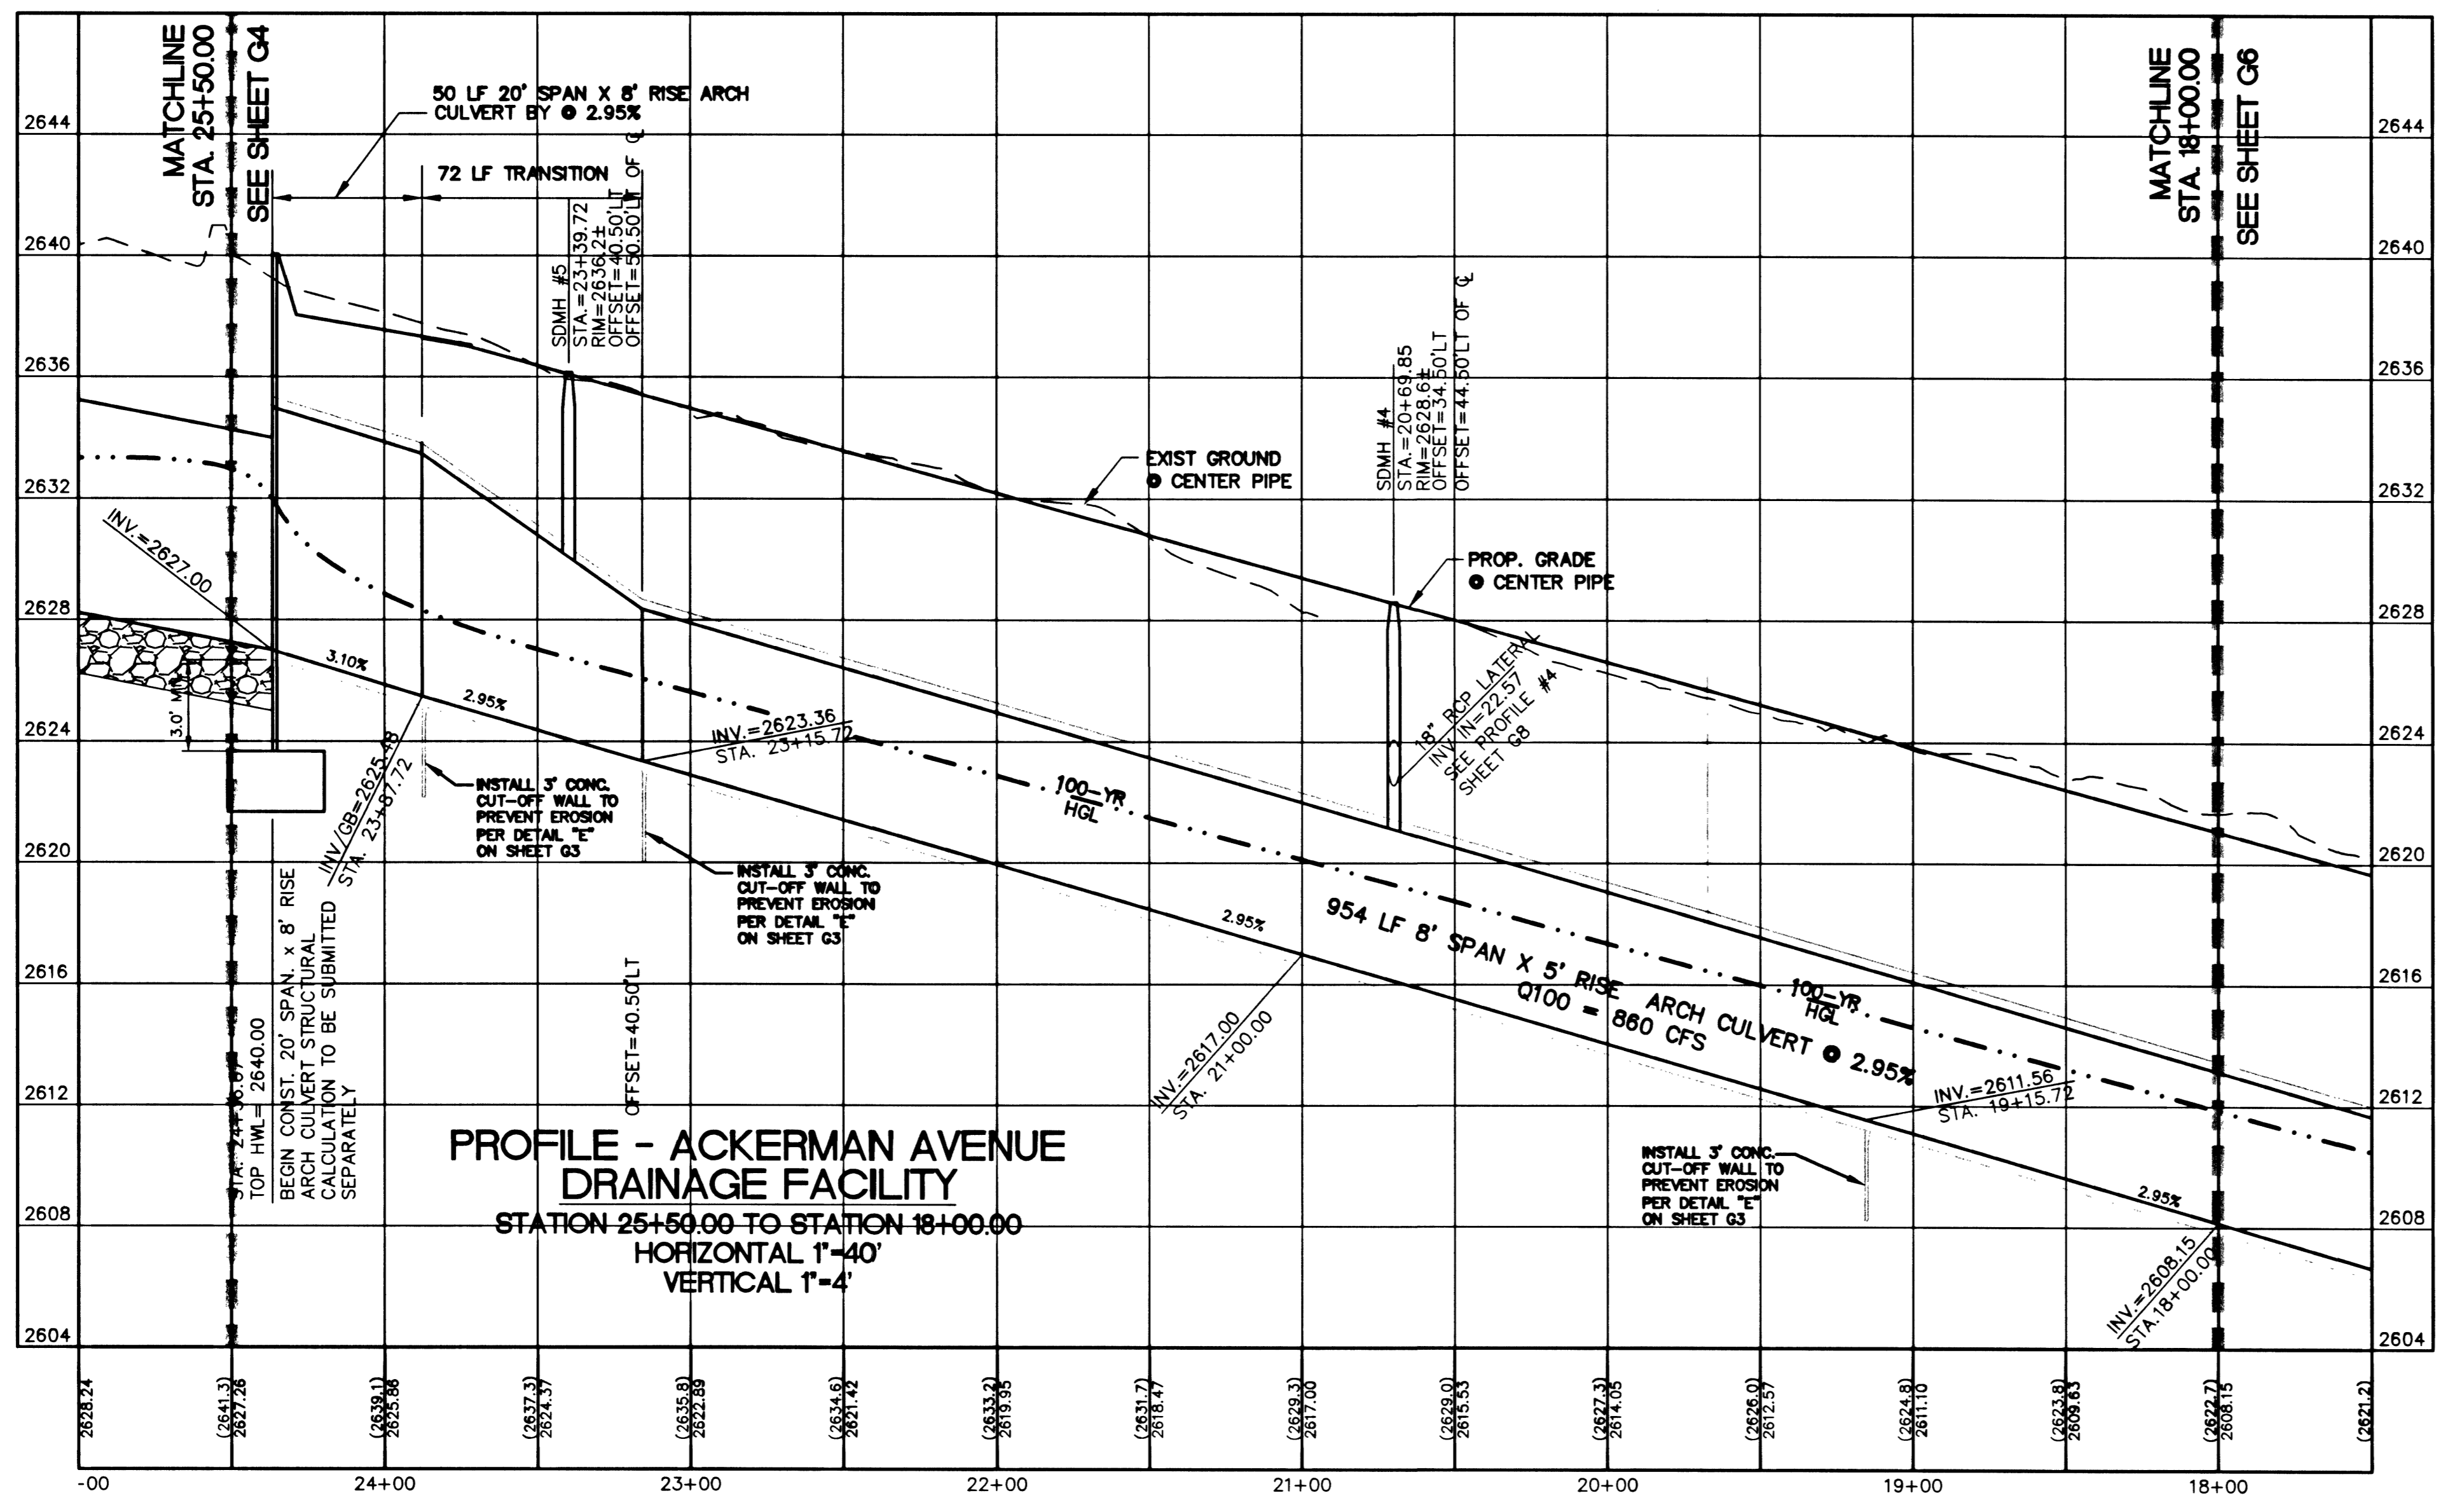 MATCHLINE
STA. 25+50.00
SEE SHEET G4
50 LF 20' SPAN X 8' RISE ARCH
CULVERT BY @ 2.95%
72 LF TRANSITION
SDMH #5
STA.=23+39.72
RIM=2636.2±
OFFSET=40.50'LT
OFFSET=50.50'LT OF ℄
MATCHLINE
STA. 18+00.00
SEE SHEET G6
2644
2640
2636
2632
2628
2624
2620
2616
2612
2608
2604
2644
2640
2636
2632
2628
2624
2620
2616
2612
2608
2604
SDMH #4
STA.=20+69.85
RIM=2628.6±
OFFSET=34.50'LT
OFFSET=44.50'LT OF ℄
EXIST GROUND
@ CENTER PIPE
PROP. GRADE
@ CENTER PIPE
INV.=2627.00
3.10%
2.95%
3.0'
INV/GB=2625.48
STA. 23+87.72
INV.=2623.36
STA. 23+15.72
INSTALL 3' CONC.
CUT-OFF WALL TO
PREVENT EROSION
PER DETAIL "E"
ON SHEET G3
INSTALL 3' CONC.
CUT-OFF WALL TO
PREVENT EROSION
PER DETAIL "E"
ON SHEET G3
100-YR
HGL
18" RCP LATERAL
INV IN=22.57
SEE PROFILE #4
SHEET G8
2.95%
954 LF 8' SPAN X 5' RISE ARCH CULVERT @ 2.95%
Q100 = 860 CFS
100-YR
HGL
INV.=2617.00
STA. 21+00.00
INV.=2611.56
STA. 19+15.72
INSTALL 3' CONC.
CUT-OFF WALL TO
PREVENT EROSION
PER DETAIL "E"
ON SHEET G3
2.95%
INV.=2608.15
STA.18+00.00
OFFSET=40.50'LT
TOP HWL= 2640.00
BEGIN CONST. 20' SPAN. x 8' RISE
ARCH CULVERT STRUCTURAL
CALCULATION TO BE SUBMITTED
SEPARATELY
PROFILE - ACKERMAN AVENUE
DRAINAGE FACILITY
STATION 25+50.00 TO STATION 18+00.00
HORIZONTAL 1"=40'
VERTICAL 1"=4'
2628.24
(2641.3)
2627.26
(2639.1)
2625.86
(2637.3)
2624.37
(2635.8)
2622.89
(2634.6)
2621.42
(2633.2)
2619.95
(2631.7)
2618.47
(2629.3)
2617.00
(2629.0)
2615.53
(2627.3)
2614.05
(2626.0)
2612.57
(2624.8)
2611.10
(2623.8)
2609.63
(2622.7)
2608.15
(2621.2)
-00
24+00
23+00
22+00
21+00
20+00
19+00
18+00